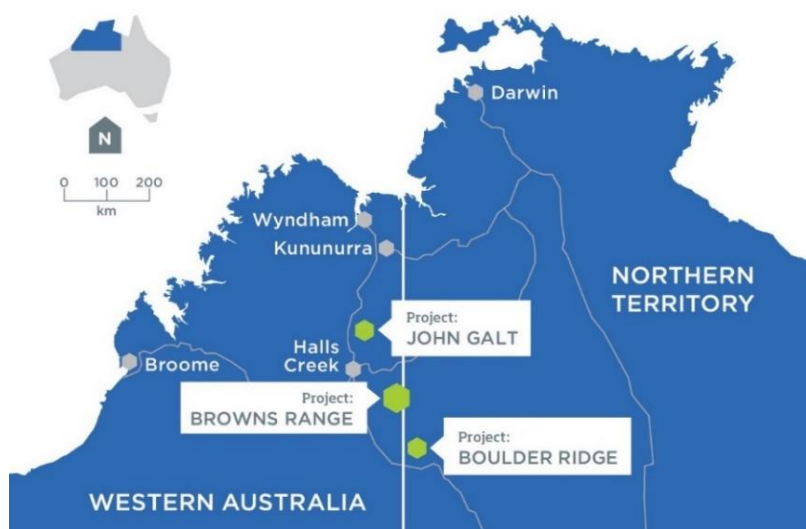 N
0 100 200
km
Darwin
Wyndham
Kununurra
NORTHERN
TERRITORY
Project:
JOHN GALT
Halls
Creek
Broome
Project:
BROWNS RANGE
Project:
BOULDER RIDGE
WESTERN AUSTRALIA